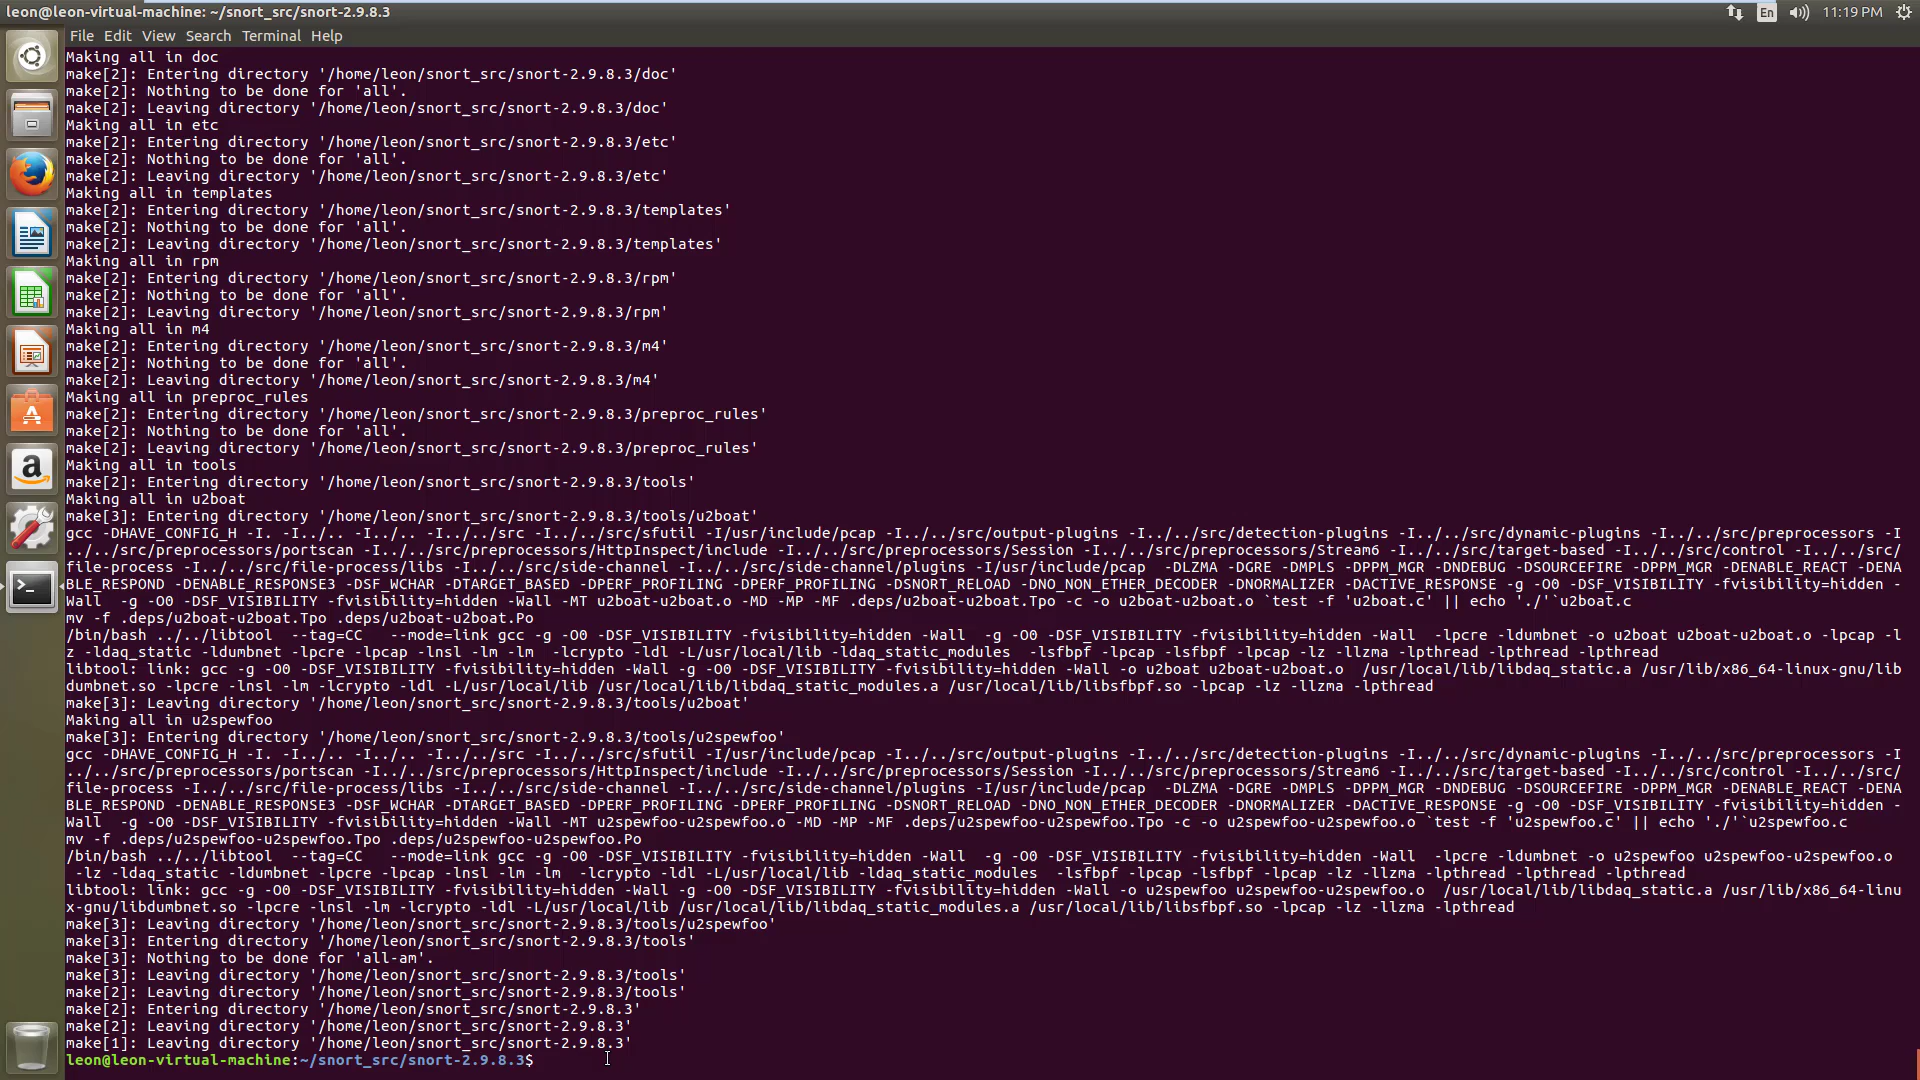 leon@leon-virtual-machine: ~/snort_src/snort-2.9.8.3
En
11:19 PM
File Edit View Search Terminal Help
Making all in doc
make[2]: Entering directory '/home/leon/snort_src/snort-2.9.8.3/doc'
make[2]: Nothing to be done for 'all'.
make[2]: Leaving directory '/home/leon/snort_src/snort-2.9.8.3/doc'
Making all in etc
make[2]: Entering directory '/home/leon/snort_src/snort-2.9.8.3/etc'
make[2]: Nothing to be done for 'all'.
make[2]: Leaving directory '/home/leon/snort_src/snort-2.9.8.3/etc'
Making all in templates
make[2]: Entering directory '/home/leon/snort_src/snort-2.9.8.3/templates'
make[2]: Nothing to be done for 'all'.
make[2]: Leaving directory '/home/leon/snort_src/snort-2.9.8.3/templates'
Making all in rpm
make[2]: Entering directory '/home/leon/snort_src/snort-2.9.8.3/rpm'
make[2]: Nothing to be done for 'all'.
make[2]: Leaving directory '/home/leon/snort_src/snort-2.9.8.3/rpm'
Making all in m4
make[2]: Entering directory '/home/leon/snort_src/snort-2.9.8.3/m4'
make[2]: Nothing to be done for 'all'.
make[2]: Leaving directory '/home/leon/snort_src/snort-2.9.8.3/m4'
Making all in preproc_rules
make[2]: Entering directory '/home/leon/snort_src/snort-2.9.8.3/preproc_rules'
make[2]: Nothing to be done for 'all'.
make[2]: Leaving directory '/home/leon/snort_src/snort-2.9.8.3/preproc_rules'
Making all in tools
make[2]: Entering directory '/home/leon/snort_src/snort-2.9.8.3/tools'
Making all in u2boat
make[3]: Entering directory '/home/leon/snort_src/snort-2.9.8.3/tools/u2boat'
gcc -DHAVE_CONFIG_H -I. -I../.. -I../.. -I../../src -I../../src/sfutil -I/usr/include/pcap -I../../src/output-plugins -I../../src/detection-plugins -I../../src/dynamic-plugins -I../../src/preprocessors -I
../../src/preprocessors/portscan -I../../src/preprocessors/HttpInspect/include -I../../src/preprocessors/Session -I../../src/preprocessors/Stream6 -I../../src/target-based -I../../src/control -I../../src/
file-process -I../../src/file-process/libs -I../../src/side-channel -I../../src/side-channel/plugins -I/usr/include/pcap  -DLZMA -DGRE -DMPLS -DPPM_MGR -DNDEBUG -DSOURCEFIRE -DPPM_MGR -DENABLE_REACT -DENA
BLE_RESPOND -DENABLE_RESPONSE3 -DSF_WCHAR -DTARGET_BASED -DPERF_PROFILING -DPERF_PROFILING -DSNORT_RELOAD -DNO_NON_ETHER_DECODER -DNORMALIZER -DACTIVE_RESPONSE -g -O0 -DSF_VISIBILITY -fvisibility=hidden -
Wall  -g -O0 -DSF_VISIBILITY -fvisibility=hidden -Wall -MT u2boat-u2boat.o -MD -MP -MF .deps/u2boat-u2boat.Tpo -c -o u2boat-u2boat.o `test -f 'u2boat.c' || echo './'`u2boat.c
mv -f .deps/u2boat-u2boat.Tpo .deps/u2boat-u2boat.Po
/bin/bash ../../libtool  --tag=CC   --mode=link gcc -g -O0 -DSF_VISIBILITY -fvisibility=hidden -Wall  -g -O0 -DSF_VISIBILITY -fvisibility=hidden -Wall  -lpcre -ldumbnet -o u2boat u2boat-u2boat.o -lpcap -l
z -ldaq_static -ldumbnet -lpcre -lpcap -lnsl -lm -lm  -lcrypto -ldl -L/usr/local/lib -ldaq_static_modules  -lsfbpf -lpcap -lsfbpf -lpcap -lz -llzma -lpthread -lpthread -lpthread
libtool: link: gcc -g -O0 -DSF_VISIBILITY -fvisibility=hidden -Wall -g -O0 -DSF_VISIBILITY -fvisibility=hidden -Wall -o u2boat u2boat-u2boat.o  /usr/local/lib/libdaq_static.a /usr/lib/x86_64-linux-gnu/lib
dumbnet.so -lpcre -lnsl -lm -lcrypto -ldl -L/usr/local/lib /usr/local/lib/libdaq_static_modules.a /usr/local/lib/libsfbpf.so -lpcap -lz -llzma -lpthread
make[3]: Leaving directory '/home/leon/snort_src/snort-2.9.8.3/tools/u2boat'
Making all in u2spewfoo
make[3]: Entering directory '/home/leon/snort_src/snort-2.9.8.3/tools/u2spewfoo'
gcc -DHAVE_CONFIG_H -I. -I../.. -I../.. -I../../src -I../../src/sfutil -I/usr/include/pcap -I../../src/output-plugins -I../../src/detection-plugins -I../../src/dynamic-plugins -I../../src/preprocessors -I
../../src/preprocessors/portscan -I../../src/preprocessors/HttpInspect/include -I../../src/preprocessors/Session -I../../src/preprocessors/Stream6 -I../../src/target-based -I../../src/control -I../../src/
file-process -I../../src/file-process/libs -I../../src/side-channel -I../../src/side-channel/plugins -I/usr/include/pcap  -DLZMA -DGRE -DMPLS -DPPM_MGR -DNDEBUG -DSOURCEFIRE -DPPM_MGR -DENABLE_REACT -DENA
BLE_RESPOND -DENABLE_RESPONSE3 -DSF_WCHAR -DTARGET_BASED -DPERF_PROFILING -DPERF_PROFILING -DSNORT_RELOAD -DNO_NON_ETHER_DECODER -DNORMALIZER -DACTIVE_RESPONSE -g -O0 -DSF_VISIBILITY -fvisibility=hidden -
Wall  -g -O0 -DSF_VISIBILITY -fvisibility=hidden -Wall -MT u2spewfoo-u2spewfoo.o -MD -MP -MF .deps/u2spewfoo-u2spewfoo.Tpo -c -o u2spewfoo-u2spewfoo.o `test -f 'u2spewfoo.c' || echo './'`u2spewfoo.c
mv -f .deps/u2spewfoo-u2spewfoo.Tpo .deps/u2spewfoo-u2spewfoo.Po
/bin/bash ../../libtool  --tag=CC   --mode=link gcc -g -O0 -DSF_VISIBILITY -fvisibility=hidden -Wall  -g -O0 -DSF_VISIBILITY -fvisibility=hidden -Wall  -lpcre -ldumbnet -o u2spewfoo u2spewfoo-u2spewfoo.o
 -lz -ldaq_static -ldumbnet -lpcre -lpcap -lnsl -lm -lm  -lcrypto -ldl -L/usr/local/lib -ldaq_static_modules  -lsfbpf -lpcap -lsfbpf -lpcap -lz -llzma -lpthread -lpthread -lpthread
libtool: link: gcc -g -O0 -DSF_VISIBILITY -fvisibility=hidden -Wall -g -O0 -DSF_VISIBILITY -fvisibility=hidden -Wall -o u2spewfoo u2spewfoo-u2spewfoo.o  /usr/local/lib/libdaq_static.a /usr/lib/x86_64-linu
x-gnu/libdumbnet.so -lpcre -lnsl -lm -lcrypto -ldl -L/usr/local/lib /usr/local/lib/libdaq_static_modules.a /usr/local/lib/libsfbpf.so -lpcap -lz -llzma -lpthread
make[3]: Leaving directory '/home/leon/snort_src/snort-2.9.8.3/tools/u2spewfoo'
make[3]: Entering directory '/home/leon/snort_src/snort-2.9.8.3/tools'
make[3]: Nothing to be done for 'all-am'.
make[3]: Leaving directory '/home/leon/snort_src/snort-2.9.8.3/tools'
make[2]: Leaving directory '/home/leon/snort_src/snort-2.9.8.3/tools'
make[2]: Entering directory '/home/leon/snort_src/snort-2.9.8.3'
make[2]: Leaving directory '/home/leon/snort_src/snort-2.9.8.3'
make[1]: Leaving directory '/home/leon/snort_src/snort-2.9.8.3'
leon@leon-virtual-machine:~/snort_src/snort-2.9.8.3$